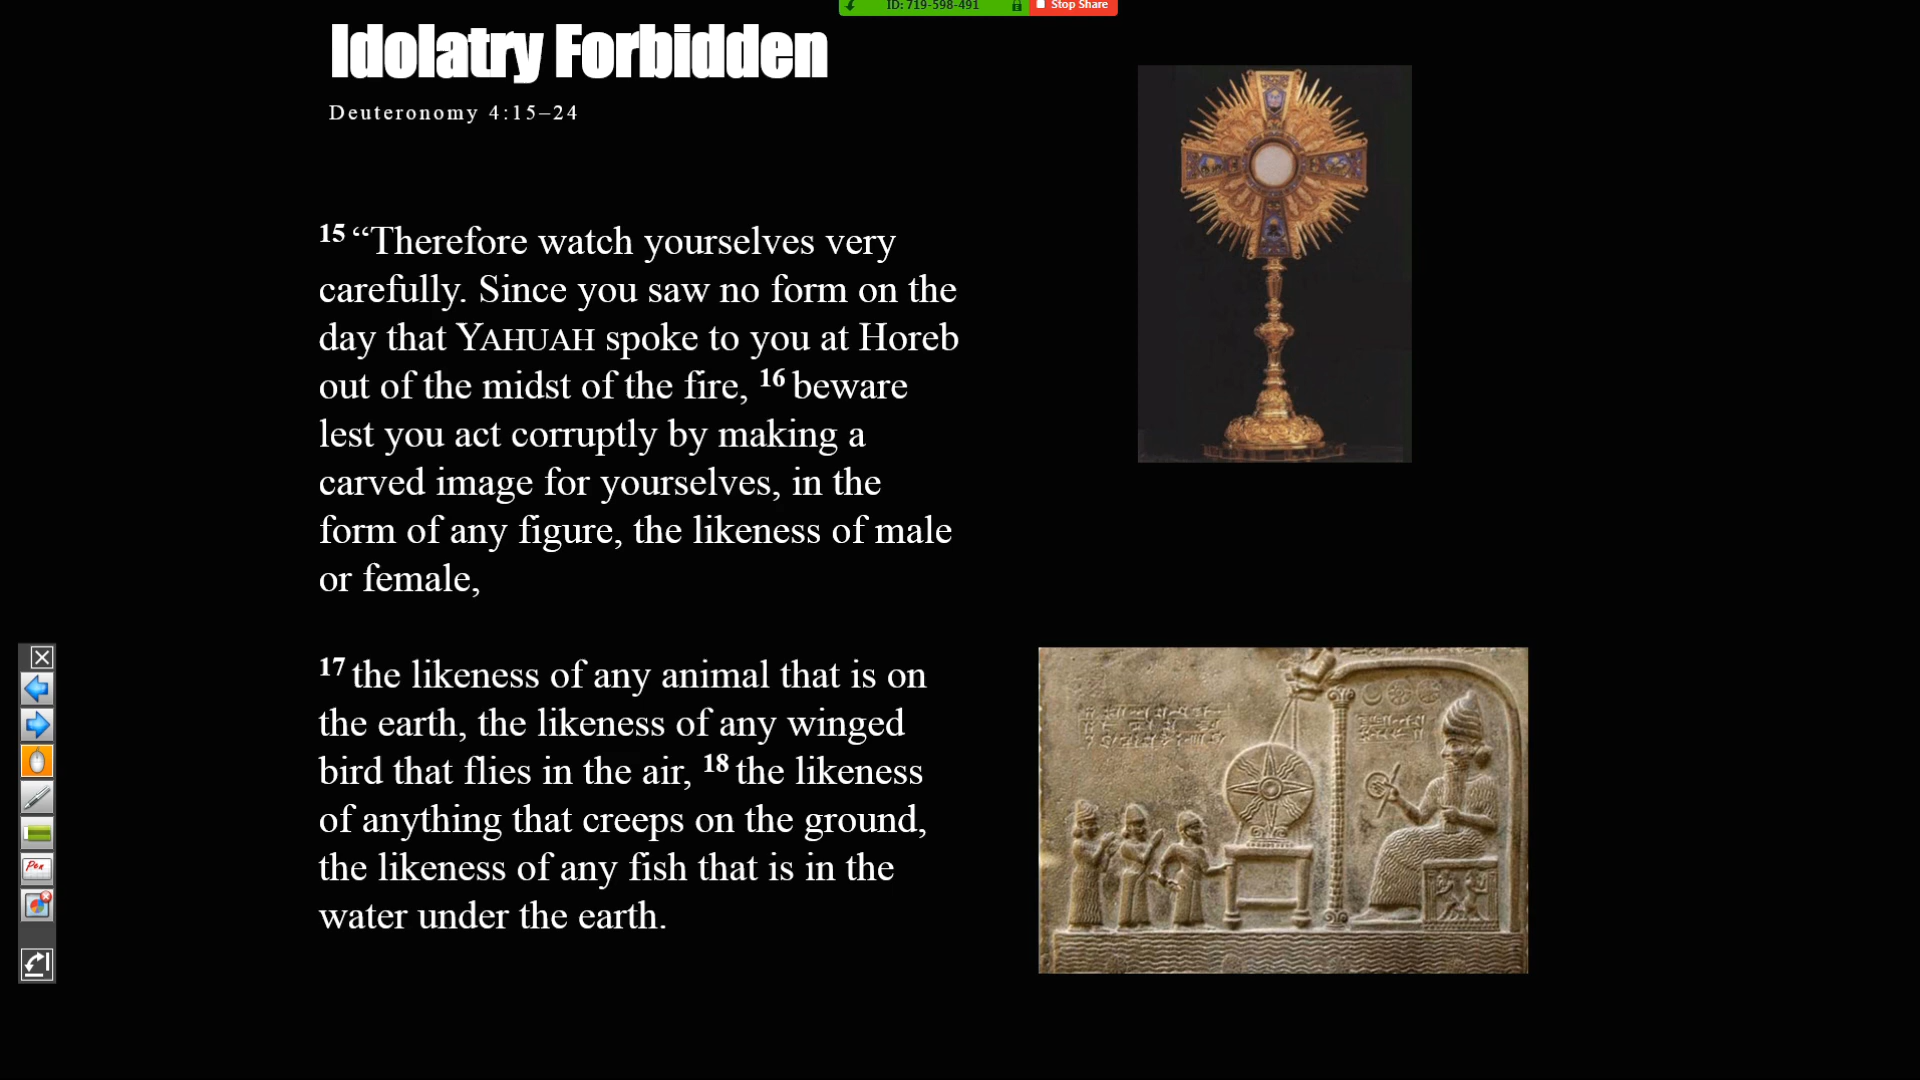 ID: 719-598-491
Stop Share
Idolatry Forbidden
Deuteronomy 4:15–24
15 “Therefore watch yourselves very
carefully. Since you saw no form on the
day that YAHUAH spoke to you at Horeb
out of the midst of the fire, 16 beware
lest you act corruptly by making a
carved image for yourselves, in the
form of any figure, the likeness of male
or female,
17 the likeness of any animal that is on
the earth, the likeness of any winged
bird that flies in the air, 18 the likeness
of anything that creeps on the ground,
the likeness of any fish that is in the
water under the earth.
Pen